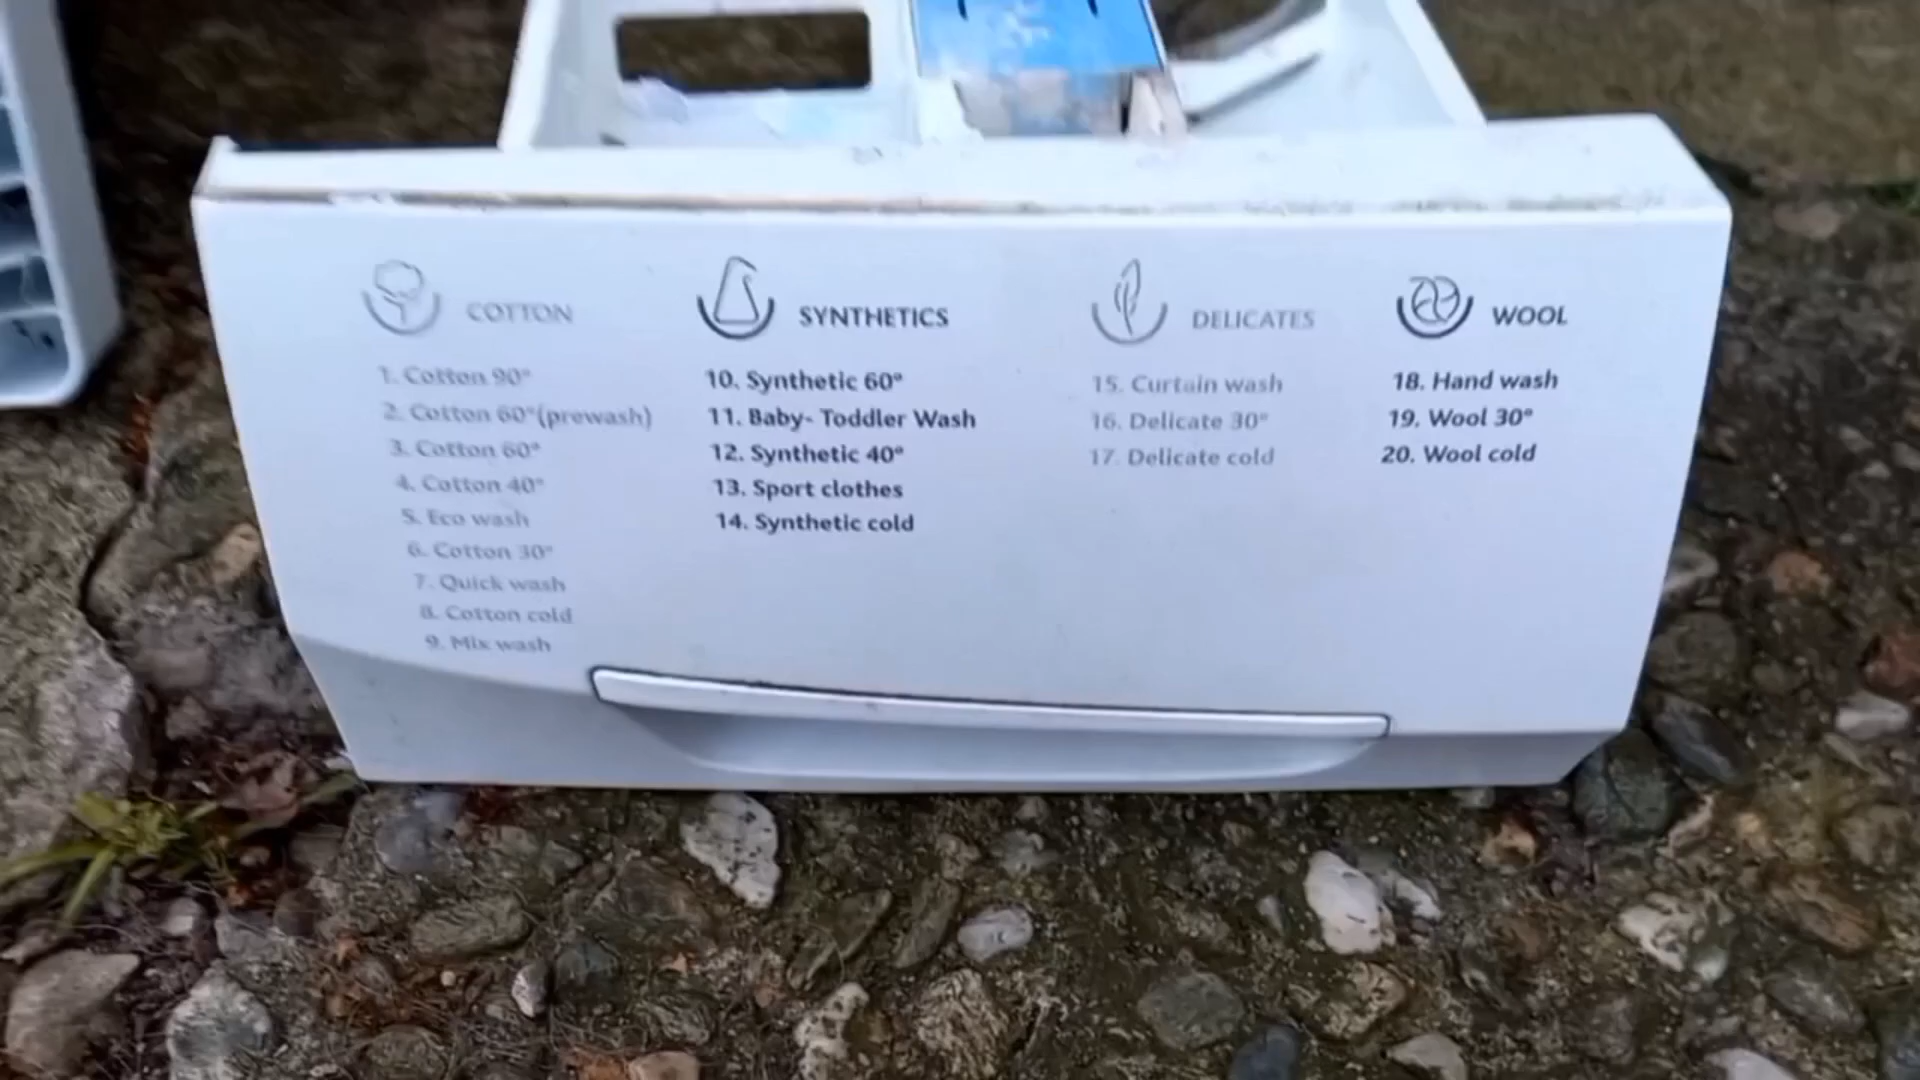 COTTON
1. Cotton 90°
2. Cotton 60°(prewash)
3. Cotton 60°
4. Cotton 40°
5. Eco wash
6. Cotton 30°
7. Quick wash
8. Cotton cold
9. Mix wash
SYNTHETICS
10. Synthetic 60°
11. Baby- Toddler Wash
12. Synthetic 40°
13. Sport clothes
14. Synthetic cold
DELICATES
15. Curtain wash
16. Delicate 30°
17. Delicate cold
WOOL
18. Hand wash
19. Wool 30°
20. Wool cold